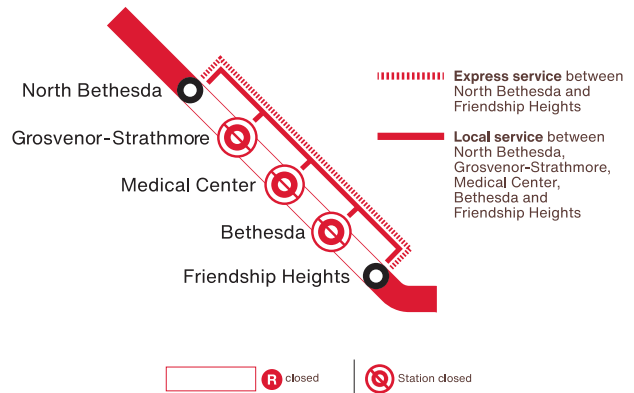 North Bethesda
Grosvenor-Strathmore
Medical Center
Bethesda
Friendship Heights
Express service between
North Bethesda and
Friendship Heights
Local service between
North Bethesda,
Grosvenor-Strathmore,
Medical Center,
Bethesda and
Friendship Heights
R closed
Station closed